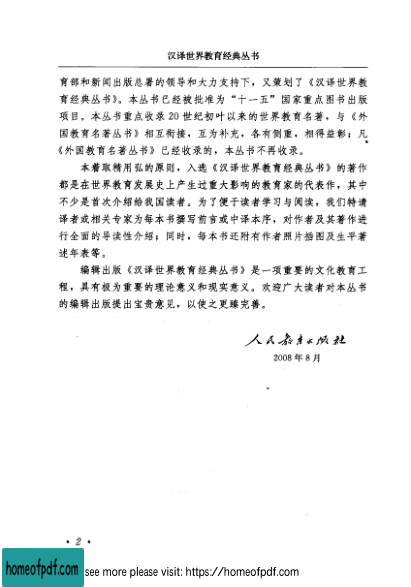 汉译世界教育经典丛书
育部和新闻出版总署的领导和大力支持下，又策划了《汉译世界教
育经典丛书》。本丛书已经被批准为“十一五”国家重点图书出版
项目。本丛书重点收录 20 世纪初叶以来的世界教育名著，与《外
国教育名著丛书》相互衔接，互为补充，各有侧重，相得益彰；凡
《外国教育名著丛书》已经收录的，本丛书不再收录。
本着取精用弘的原则，入选《汉译世界教育经典丛书》的著作
都是在世界教育发展史上产生过重大影响的教育家的代表作，其中
不少是首次介绍给我国读者。为了便于读者学习与阅读，我们特请
译者或相关专家为每本书撰写前言或中译本序，对作者及其著作进
行全面的导读性介绍；同时，每本书还附有作者照片插图及生平著
述年表等。
编辑出版《汉译世界教育经典丛书》是一项重要的文化教育工
程，具有极为重要的理论意义和现实意义。欢迎广大读者对本丛书
的编辑出版提出宝贵意见，以使之更臻完善。
人民教育出版社
2008 年 8 月
· 2 ·
homeofpdf.com
see more please visit: https://homeofpdf.com